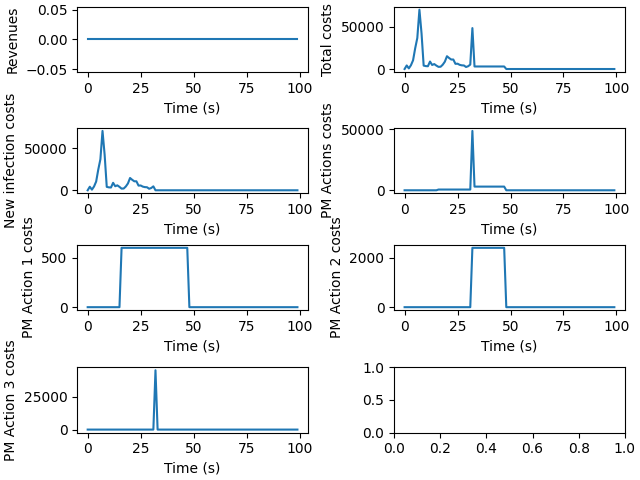 Revenues
0.05
0.00
−0.05
0 25 50 75 100
Time (s)
Total costs
50000
0
0 25 50 75 100
Time (s)
New infection costs
50000
0
0 25 50 75 100
Time (s)
PM Actions costs
50000
0
0 25 50 75 100
Time (s)
PM Action 1 costs
500
0
0 25 50 75 100
Time (s)
PM Action 2 costs
2000
0
0 25 50 75 100
Time (s)
PM Action 3 costs
25000
0
0 25 50 75 100
Time (s)
1.0
0.5
0.0
0.0 0.2 0.4 0.6 0.8 1.0